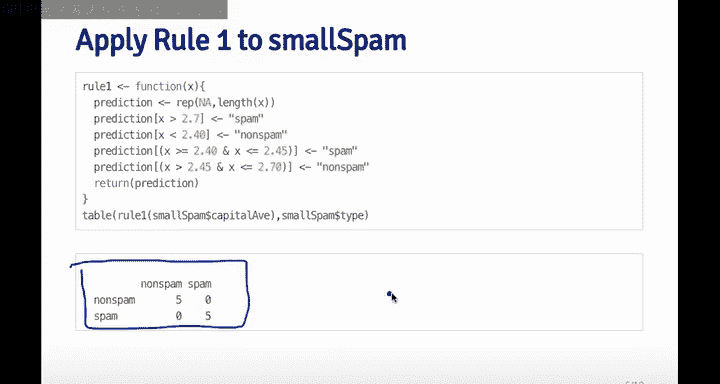 Apply Rule 1 to smallSpam
rule1 <- function(x){
prediction <- rep(NA,length(x))
prediction[x > 2.7] <- "spam"
prediction[x < 2.40] <- "nonspam"
prediction[(x >= 2.40 & x <= 2.45)] <- "spam"
prediction[(x > 2.45 & x <= 2.70)] <- "nonspam"
return(prediction)
}
table(rule1(smallSpam$capitalAve),smallSpam$type)
nonspam spam
nonspam 5 0
spam 0 5